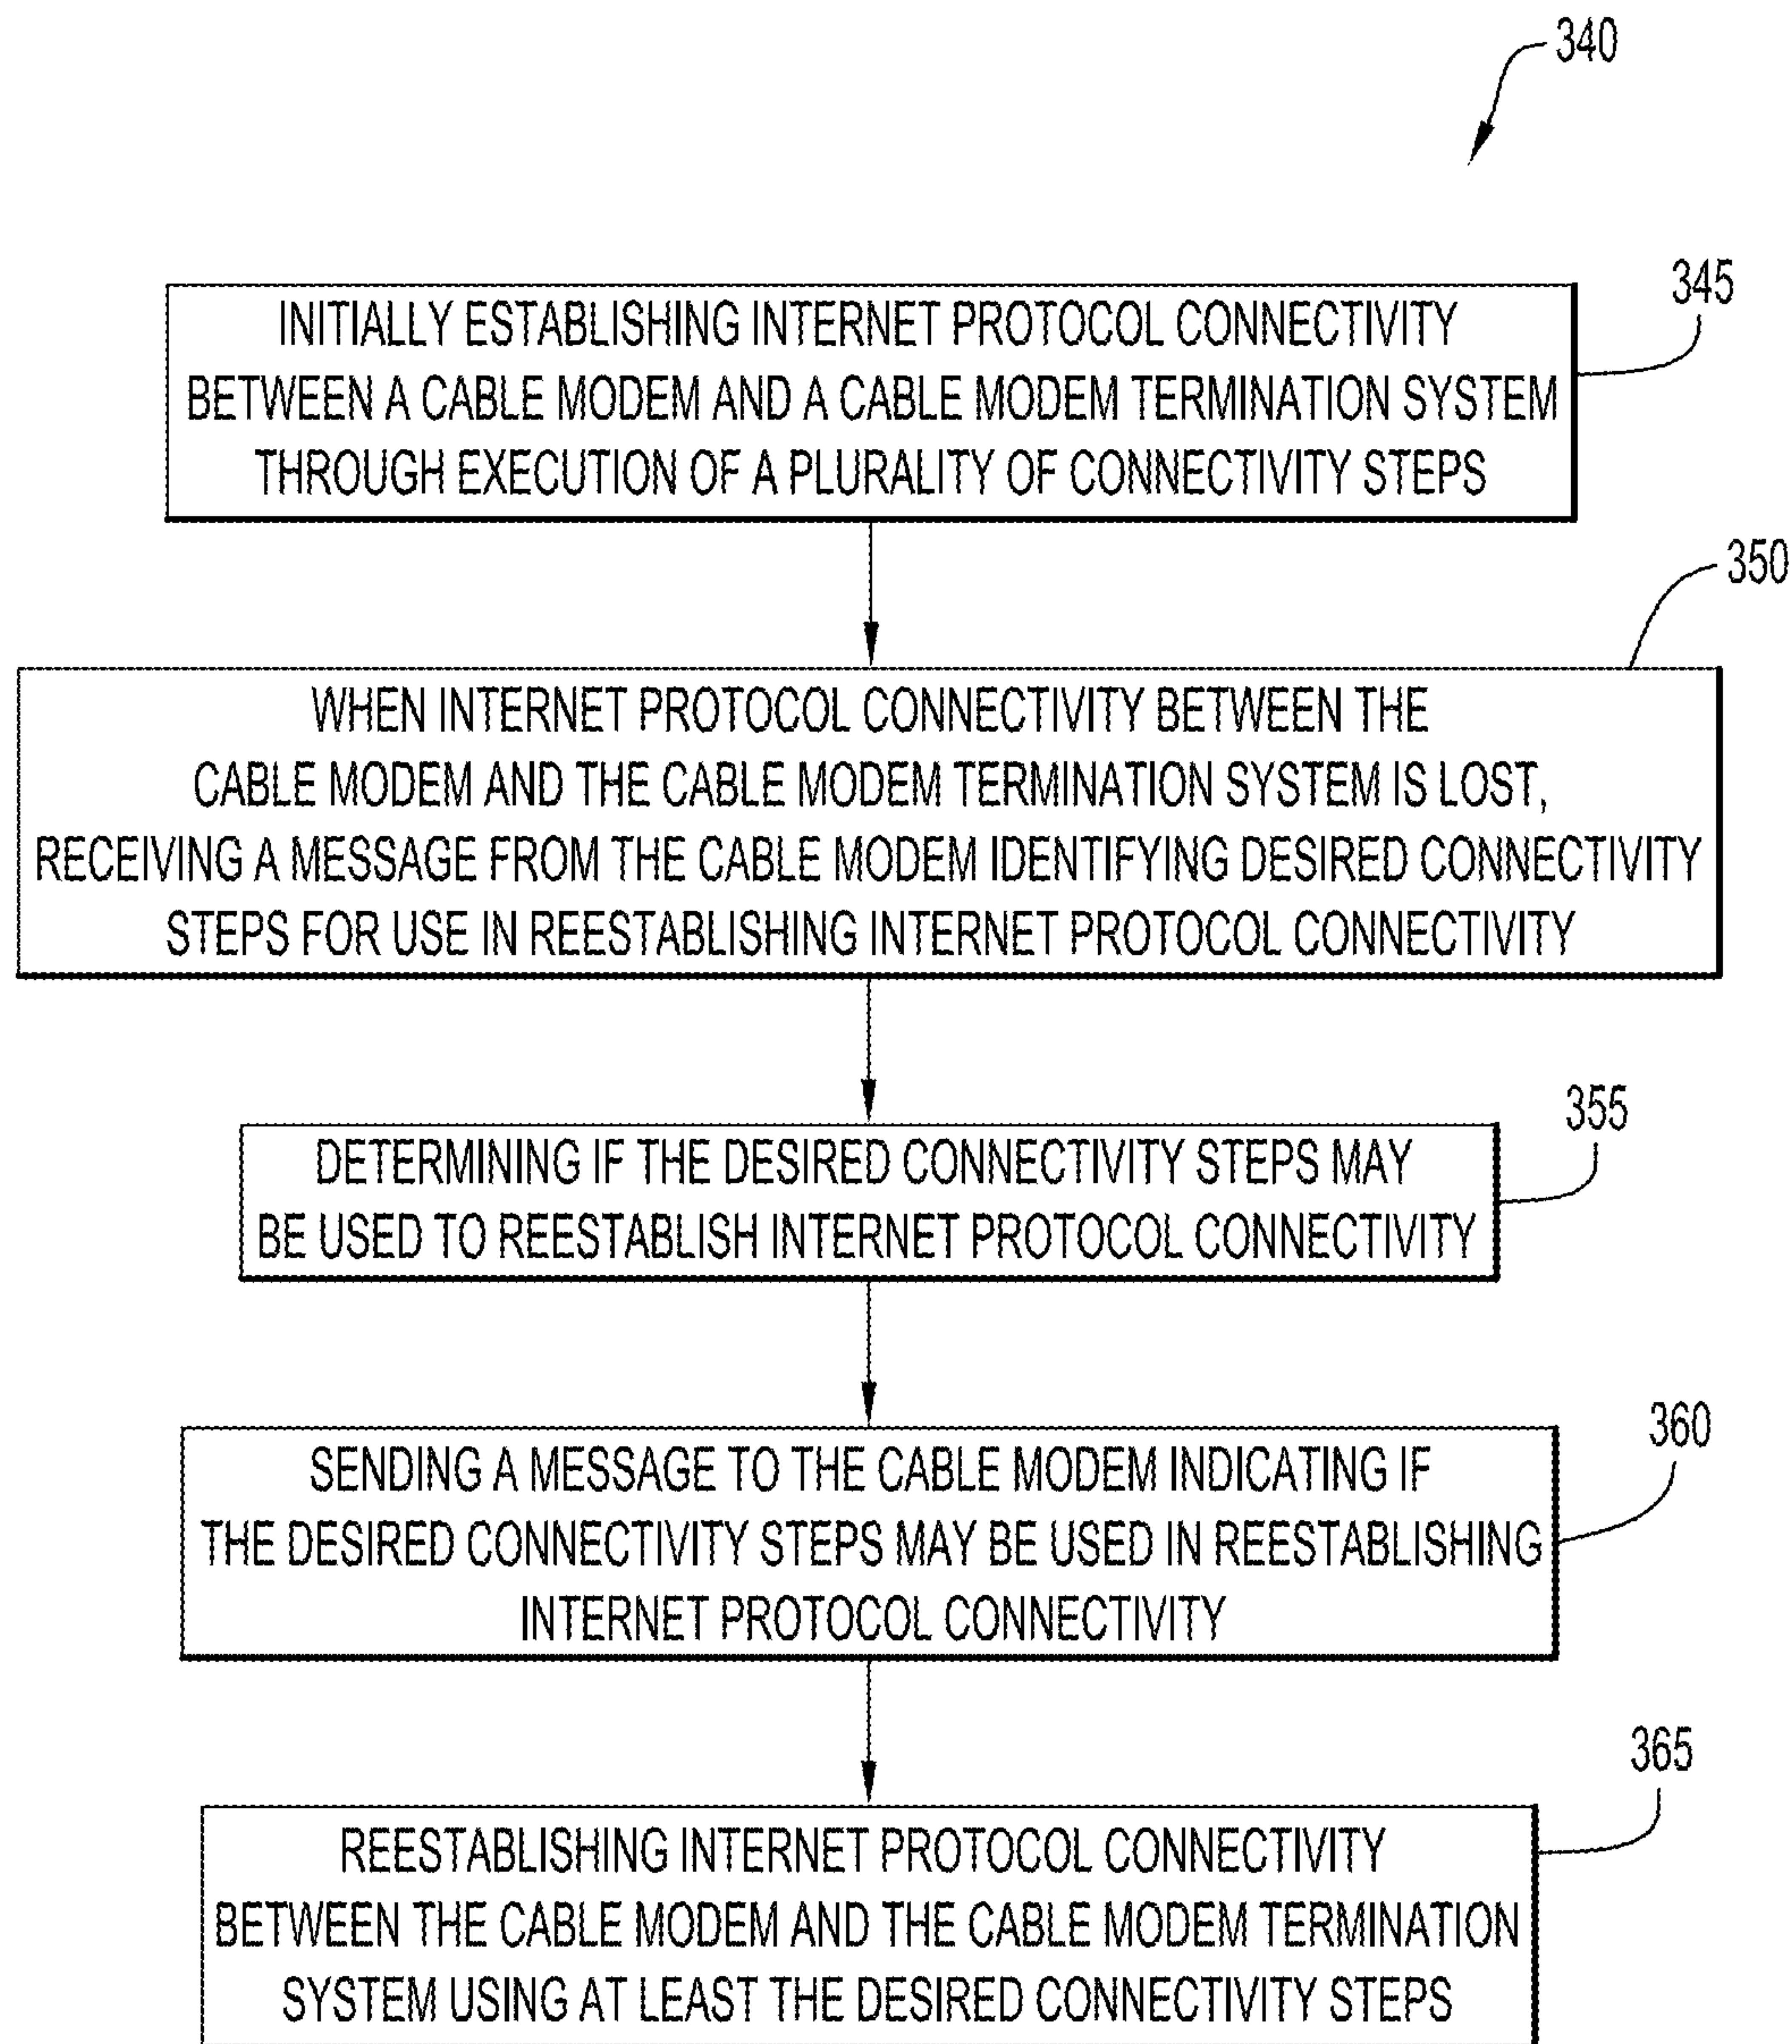 340
345
INITIALLY ESTABLISHING INTERNET PROTOCOL CONNECTIVITY
BETWEEN A CABLE MODEM AND A CABLE MODEM TERMINATION SYSTEM
THROUGH EXECUTION OF A PLURALITY OF CONNECTIVITY STEPS
350
WHEN INTERNET PROTOCOL CONNECTIVITY BETWEEN THE
CABLE MODEM AND THE CABLE MODEM TERMINATION SYSTEM IS LOST,
RECEIVING A MESSAGE FROM THE CABLE MODEM IDENTIFYING DESIRED CONNECTIVITY
STEPS FOR USE IN REESTABLISHING INTERNET PROTOCOL CONNECTIVITY
355
DETERMINING IF THE DESIRED CONNECTIVITY STEPS MAY
BE USED TO REESTABLISH INTERNET PROTOCOL CONNECTIVITY
360
SENDING A MESSAGE TO THE CABLE MODEM INDICATING IF
THE DESIRED CONNECTIVITY STEPS MAY BE USED IN REESTABLISHING
INTERNET PROTOCOL CONNECTIVITY
365
REESTABLISHING INTERNET PROTOCOL CONNECTIVITY
BETWEEN THE CABLE MODEM AND THE CABLE MODEM TERMINATION
SYSTEM USING AT LEAST THE DESIRED CONNECTIVITY STEPS